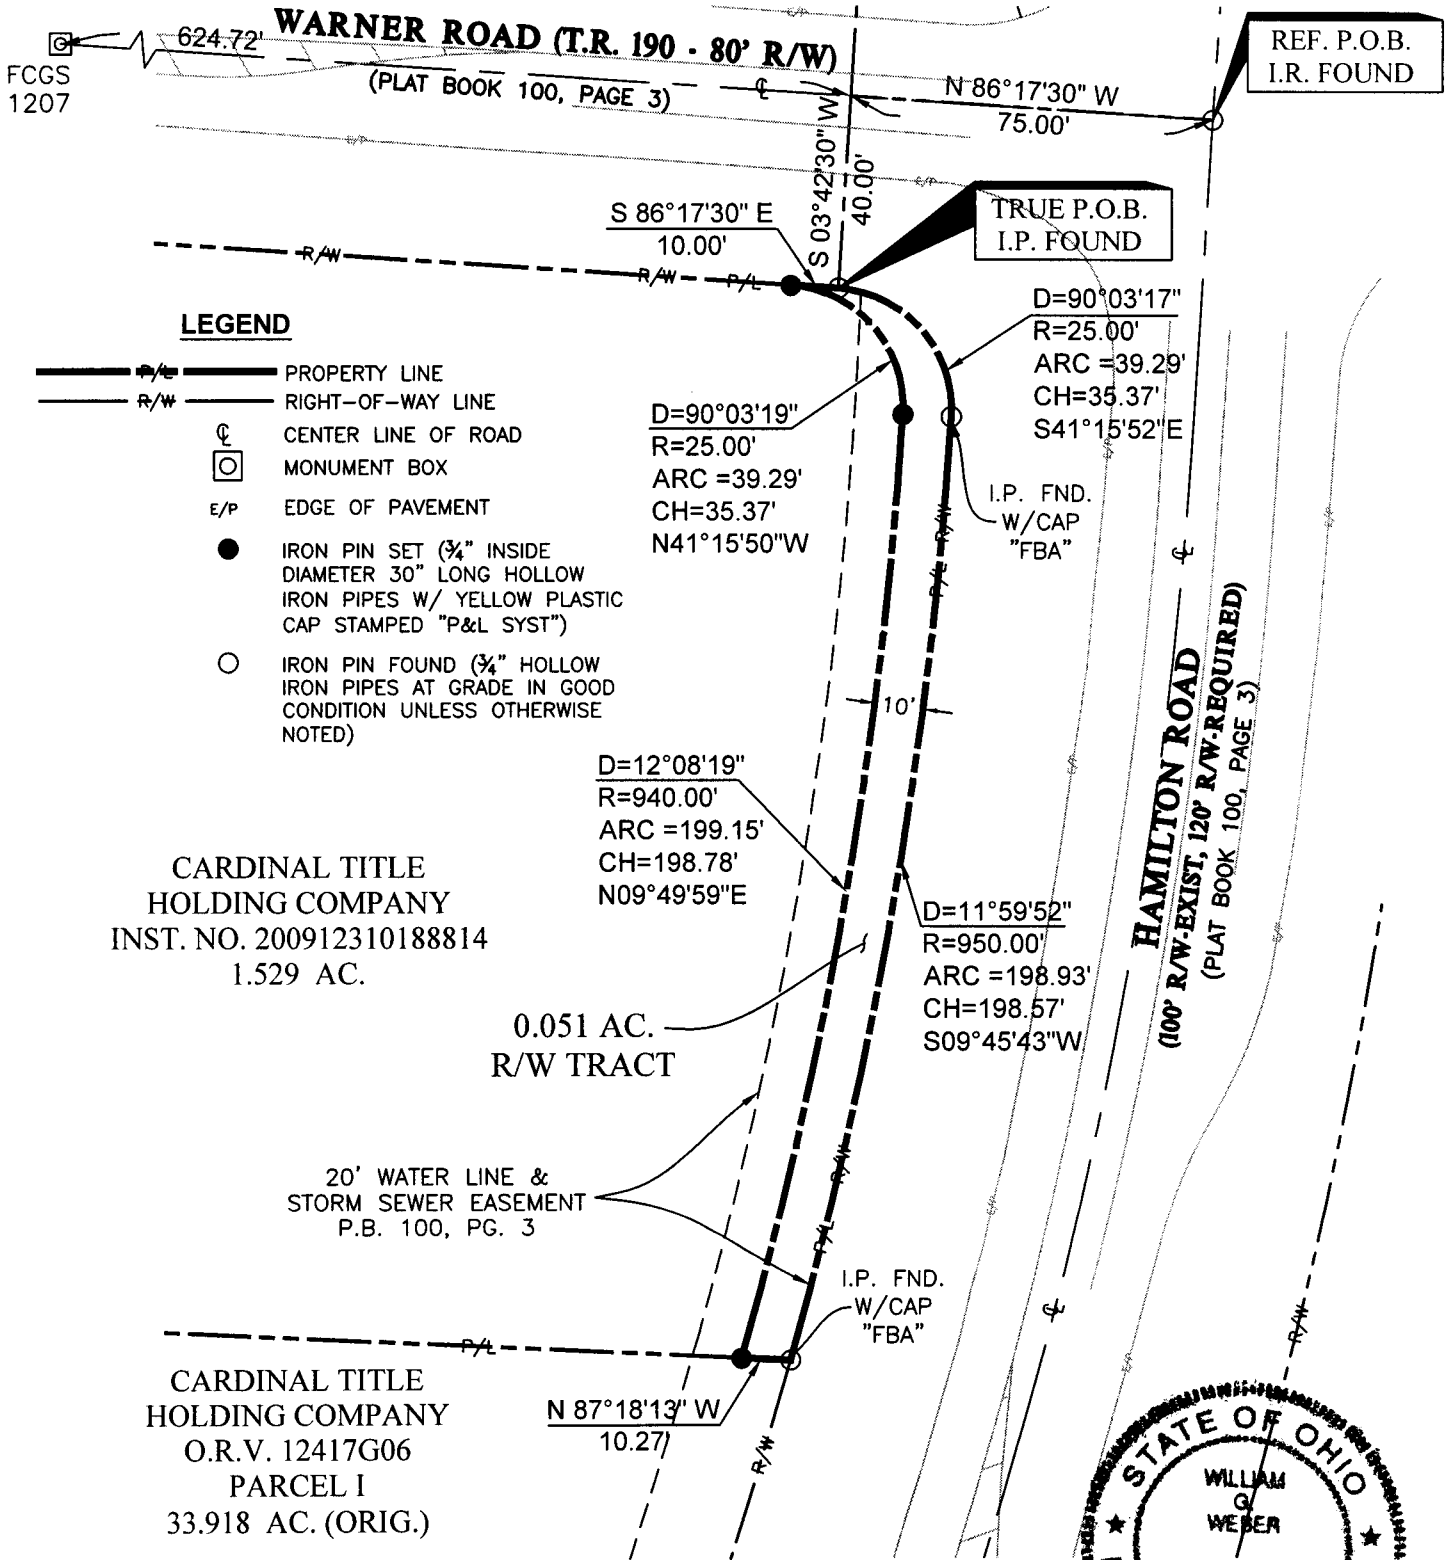 WARNER ROAD (T.R. 190 - 80' R/W)
(PLAT BOOK 100, PAGE 3)
624.72'
FCGS
1207
℄
N 86°17'30" W
75.00'
REF. P.O.B.
I.R. FOUND
E/P
E/P
E/P
S 03°42'30" W
40.00'
TRUE P.O.B.
I.P. FOUND
S 86°17'30" E
10.00'
R/W
R/W
P/L
LEGEND
P/L PROPERTY LINE
R/W RIGHT-OF-WAY LINE
℄ CENTER LINE OF ROAD
MONUMENT BOX
E/P EDGE OF PAVEMENT
IRON PIN SET (¾" INSIDE
DIAMETER 30" LONG HOLLOW
IRON PIPES W/ YELLOW PLASTIC
CAP STAMPED "P&L SYST")
IRON PIN FOUND (¾" HOLLOW
IRON PIPES AT GRADE IN GOOD
CONDITION UNLESS OTHERWISE
NOTED)
D=90°03'17"
R=25.00'
ARC =39.29'
CH=35.37'
S41°15'52"E
D=90°03'19"
R=25.00'
ARC =39.29'
CH=35.37'
N41°15'50"W
I.P. FND.
W/CAP
"FBA"
P/L
R/W
E/P
E/P
℄
10'
HAMILTON ROAD
(100' R/W-EXIST, 120' R/W-REQUIRED)
(PLAT BOOK 100, PAGE 3)
D=12°08'19"
R=940.00'
ARC =199.15'
CH=198.78'
N09°49'59"E
E/P
E/P
CARDINAL TITLE
HOLDING COMPANY
INST. NO. 200912310188814
1.529 AC.
D=11°59'52"
R=950.00'
ARC =198.93'
CH=198.57'
S09°45'43"W
0.051 AC.
R/W TRACT
20' WATER LINE &
STORM SEWER EASEMENT
P.B. 100, PG. 3
P/L
R/W
E/P
I.P. FND.
W/CAP
"FBA"
℄
R/W
E/P
P/L
CARDINAL TITLE
HOLDING COMPANY
O.R.V. 12417G06
PARCEL I
33.918 AC. (ORIG.)
N 87°18'13" W
10.27'
R/W
STATE OF OHIO
WILLIAM
Q
WEBER